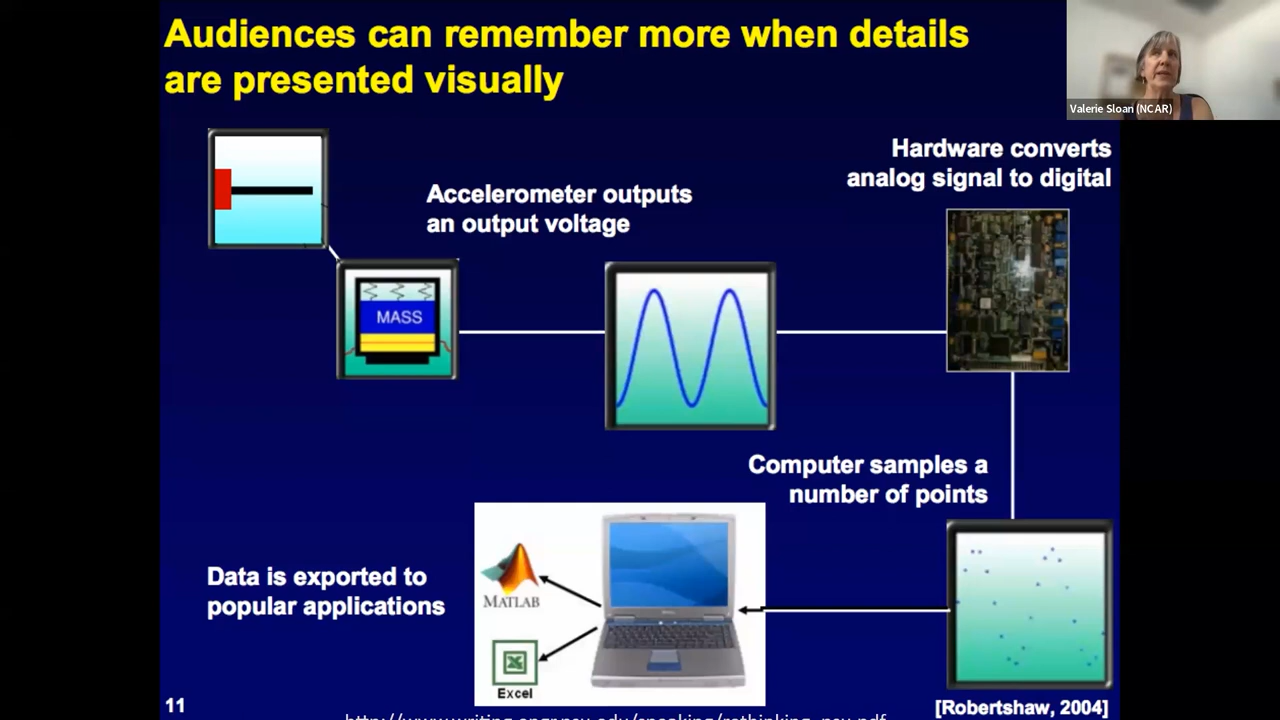 Audiences can remember more when details
are presented visually
Valerie Sloan (NCAR)
Accelerometer outputs
an output voltage
Hardware converts
analog signal to digital
MASS
Computer samples a
number of points
Data is exported to
popular applications
MATLAB
Excel
11
[Robertshaw, 2004]